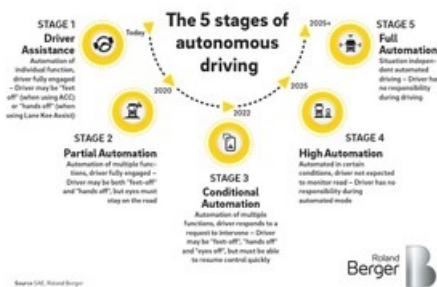 The 5 stages of
autonomous
driving
STAGE 1
Driver
Assistance
Automation of
individual function,
driver fully engaged
– Driver may be "feet
off" (when using ACC)
or "hands off" (when
using Lane Kee Assist)
Today
STAGE 2
Partial Automation
Automation of multiple func-
tions, driver fully engaged –
Driver may be both "feet-off"
and "hands-off", but eyes must
stay on the road
2020
STAGE 3
Conditional
Automation
Automation of multiple
functions, driver responds to a
request to intervene – Driver
may be "feet-off", "hands off"
and "eyes off", but must be able
to resume control quickly
2022
STAGE 4
High Automation
Automated in certain
conditions, driver not expected
to monitor road – Driver has no
responsibility during
automated mode
2025
STAGE 5
Full
Automation
Situation indepen-
dent automated
driving – Driver has
no responsibility
during driving
2025+
Source SAE, Roland Berger
Roland
Berger
B